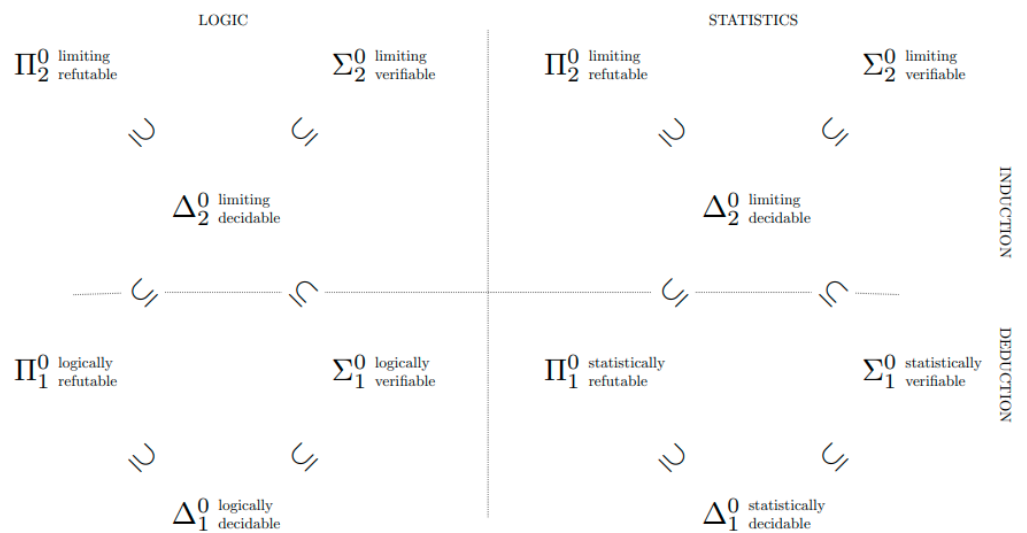 LOGIC STATISTICS
Π⁰₂ limiting refutable Σ⁰₂ limiting verifiable Π⁰₂ limiting refutable Σ⁰₂ limiting verifiable
⊆ ⊆ ⊆ ⊆
Δ⁰₂ limiting decidable Δ⁰₂ limiting decidable
INDUCTION
⊆ ⊆ ⊆ ⊆
Π⁰₁ logically refutable Σ⁰₁ logically verifiable Π⁰₁ statistically refutable Σ⁰₁ statistically verifiable
DEDUCTION
⊆ ⊆ ⊆ ⊆
Δ⁰₁ logically decidable Δ⁰₁ statistically decidable